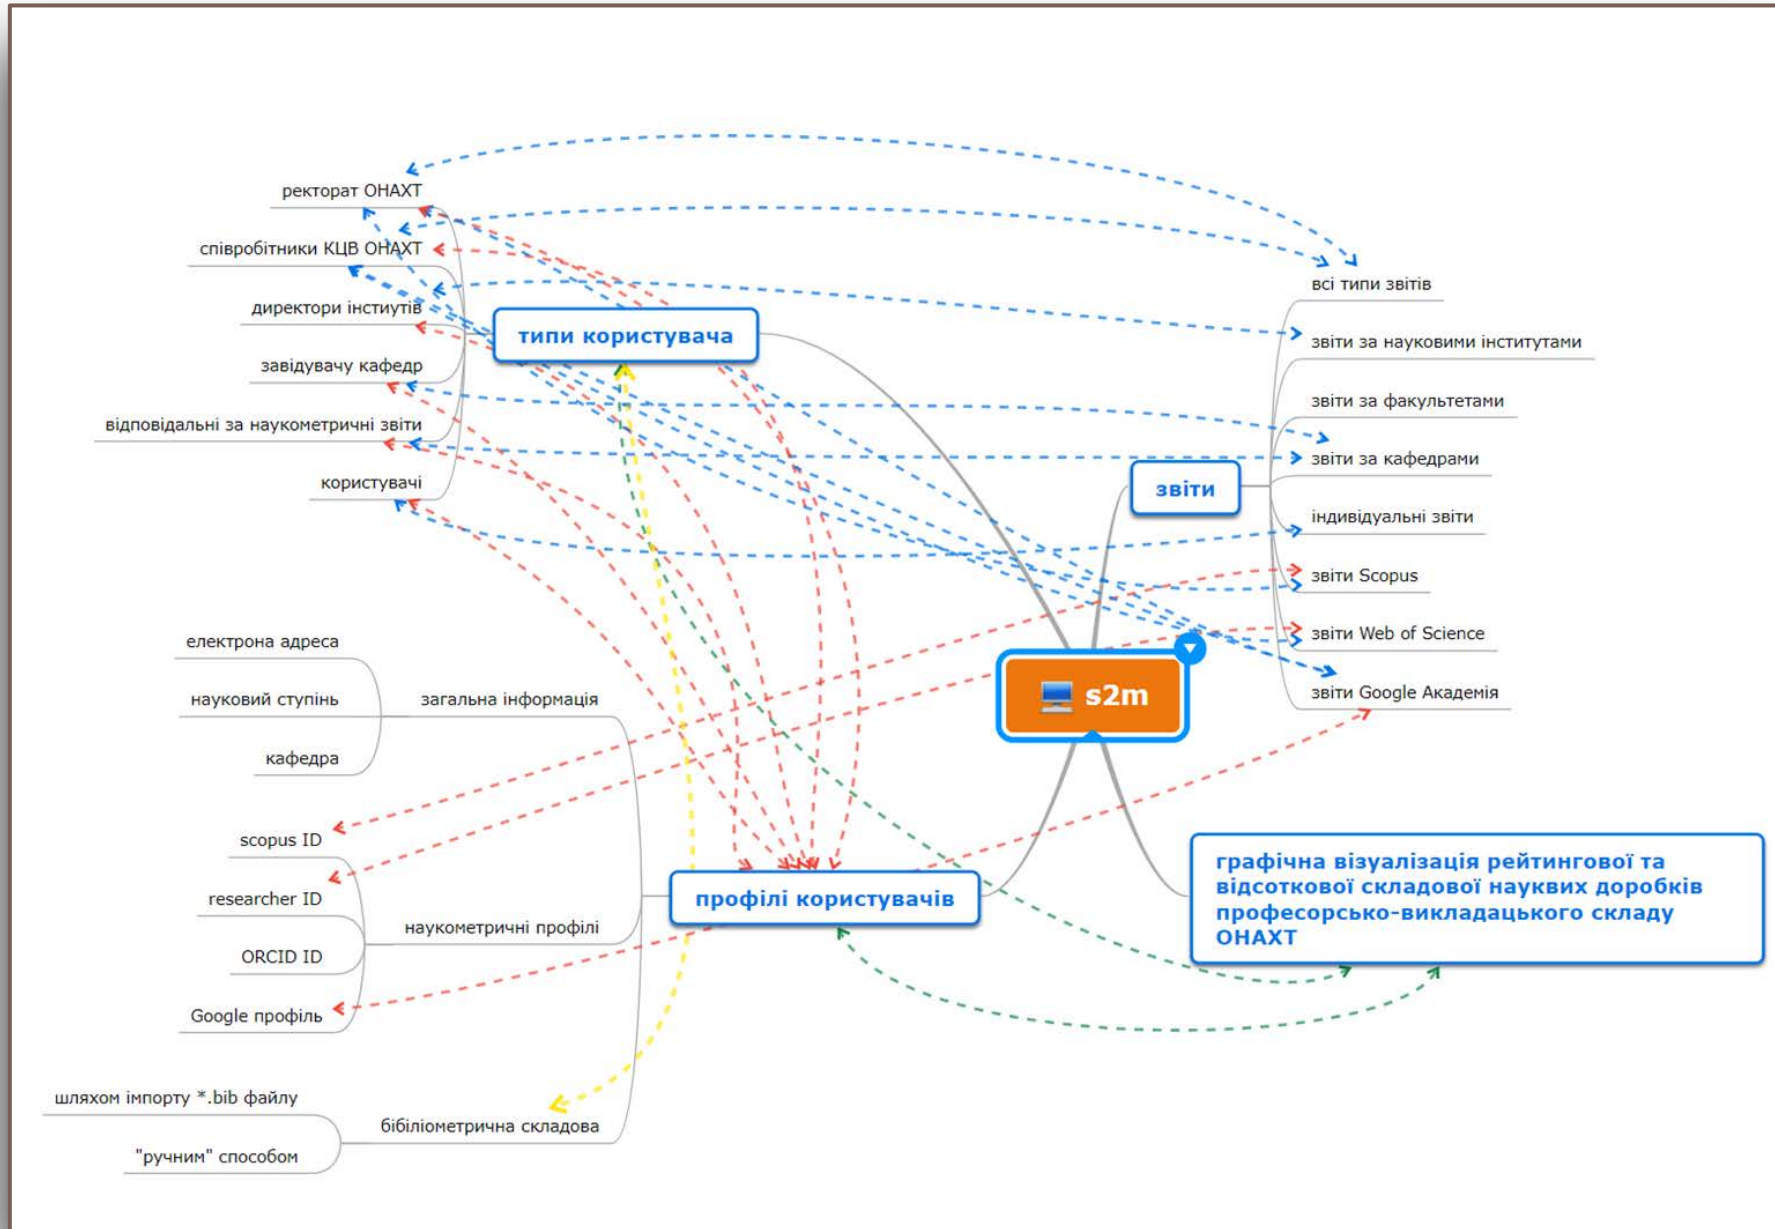 ректорат ОНАХТ
співробітники КЦВ ОНАХТ
директори інстиутів
завідувачу кафедр
відповідальні за наукометричні звіти
користувачі
типи користувача
всі типи звітів
звіти за науковими інститутами
звіти за факультетами
звіти за кафедрами
індивідуальні звіти
звіти Scopus
звіти Web of Science
звіти Google Академія
звіти
s2m
електрона адреса
науковий ступінь
кафедра
загальна інформація
scopus ID
researcher ID
ORCID ID
Google профіль
наукометричні профілі
профілі користувачів
шляхом імпорту *.bib файлу
"ручним" способом
бібіліометрична складова
графічна візуалізація рейтингової та
відсоткової складової науквих доробків
професорсько-викладацького складу
ОНАХТ